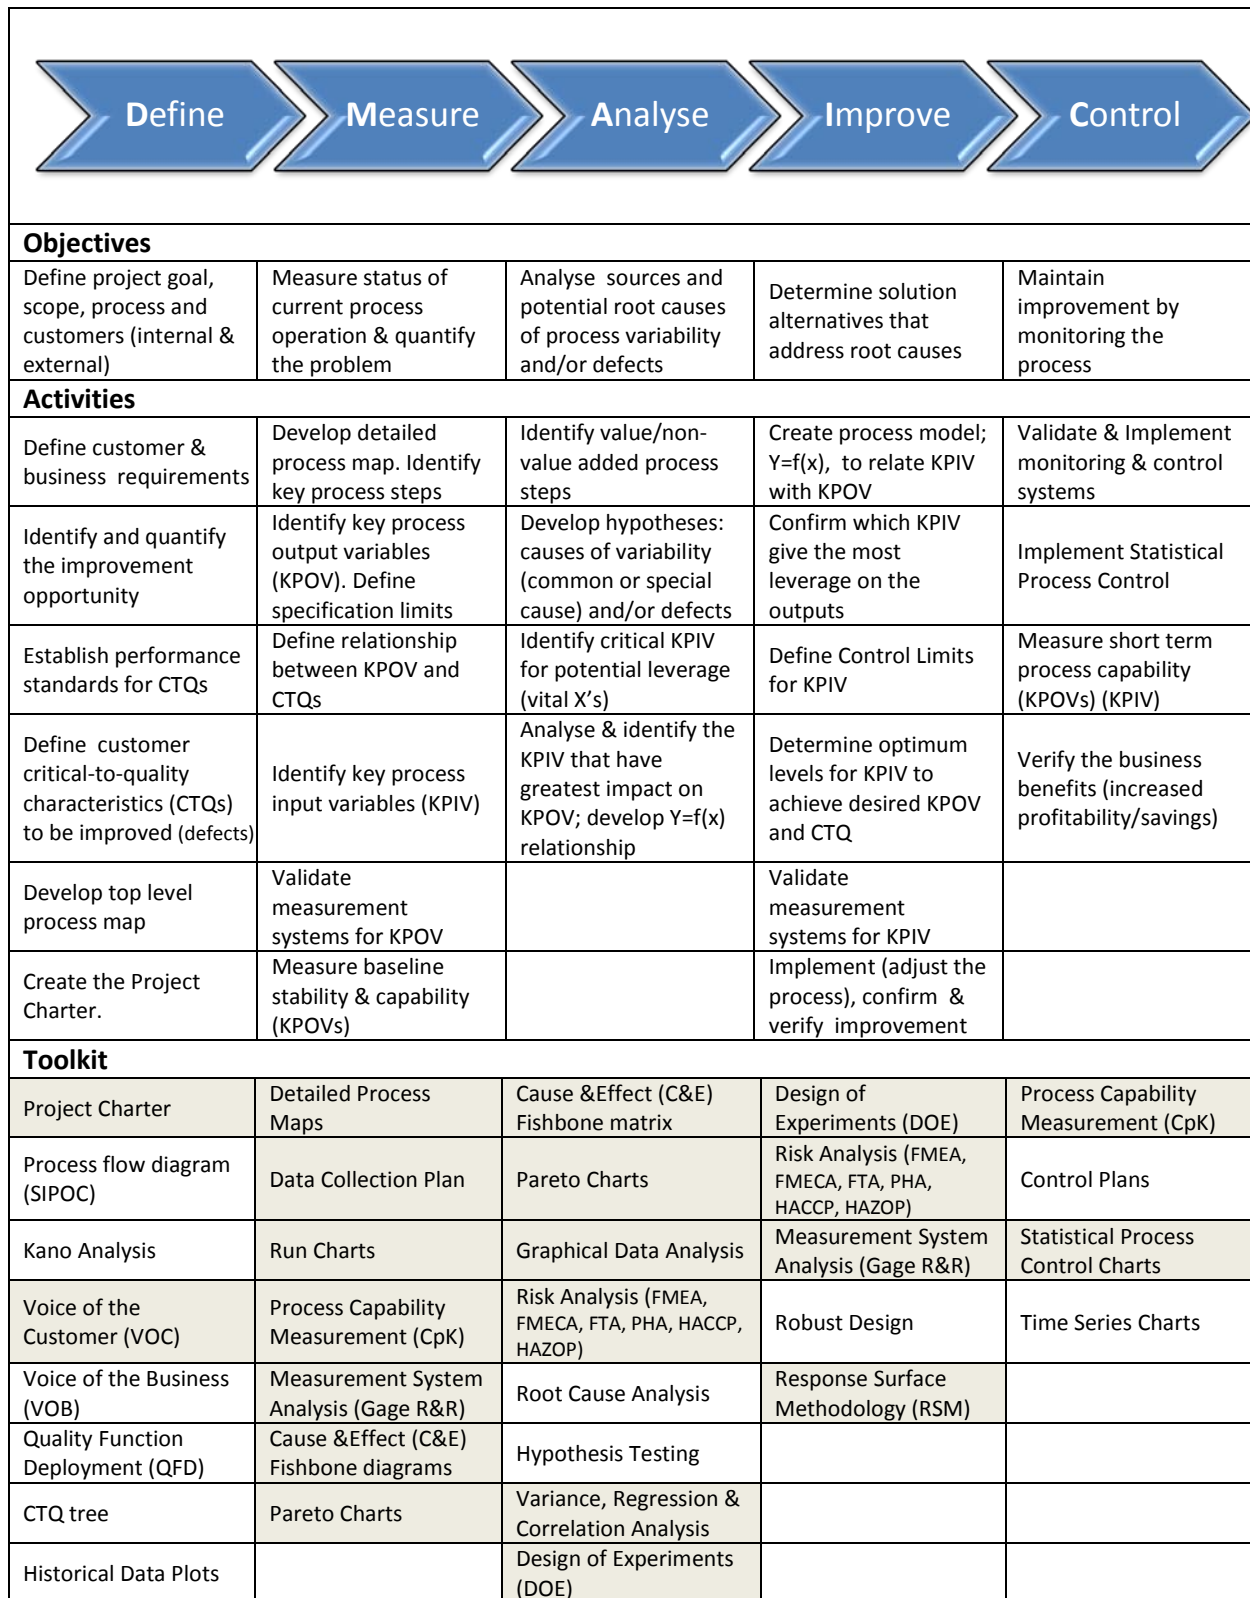 Define
Measure
Analyse
Improve
Control
Objectives
Define project goal,
scope, process and
customers (internal &
external)
Measure status of
current process
operation & quantify
the problem
Analyse sources and
potential root causes
of process variability
and/or defects
Determine solution
alternatives that
address root causes
Maintain
improvement by
monitoring the
process
Activities
Define customer &
business requirements
Develop detailed
process map. Identify
key process steps
Identify value/non-
value added process
steps
Create process model;
Y=f(x), to relate KPIV
with KPOV
Validate & Implement
monitoring & control
systems
Identify and quantify
the improvement
opportunity
Identify key process
output variables
(KPOV). Define
specification limits
Develop hypotheses:
causes of variability
(common or special
cause) and/or defects
Confirm which KPIV
give the most
leverage on the
outputs
Implement Statistical
Process Control
Establish performance
standards for CTQs
Define relationship
between KPOV and
CTQs
Identify critical KPIV
for potential leverage
(vital X’s)
Define Control Limits
for KPIV
Measure short term
process capability
(KPOVs) (KPIV)
Define customer
critical-to-quality
characteristics (CTQs)
to be improved (defects)
Identify key process
input variables (KPIV)
Analyse & identify the
KPIV that have
greatest impact on
KPOV; develop Y=f(x)
relationship
Determine optimum
levels for KPIV to
achieve desired KPOV
and CTQ
Verify the business
benefits (increased
profitability/savings)
Develop top level
process map
Validate
measurement
systems for KPOV
Validate
measurement
systems for KPIV
Create the Project
Charter.
Measure baseline
stability & capability
(KPOVs)
Implement (adjust the
process), confirm &
verify improvement
Toolkit
Project Charter
Detailed Process
Maps
Cause &Effect (C&E)
Fishbone matrix
Design of
Experiments (DOE)
Process Capability
Measurement (CpK)
Process flow diagram
(SIPOC)
Data Collection Plan
Pareto Charts
Risk Analysis (FMEA,
FMECA, FTA, PHA,
HACCP, HAZOP)
Control Plans
Kano Analysis
Run Charts
Graphical Data Analysis
Measurement System
Analysis (Gage R&R)
Statistical Process
Control Charts
Voice of the
Customer (VOC)
Process Capability
Measurement (CpK)
Risk Analysis (FMEA,
FMECA, FTA, PHA, HACCP,
HAZOP)
Robust Design
Time Series Charts
Voice of the Business
(VOB)
Measurement System
Analysis (Gage R&R)
Root Cause Analysis
Response Surface
Methodology (RSM)
Quality Function
Deployment (QFD)
Cause &Effect (C&E)
Fishbone diagrams
Hypothesis Testing
CTQ tree
Pareto Charts
Variance, Regression &
Correlation Analysis
Historical Data Plots
Design of Experiments
(DOE)